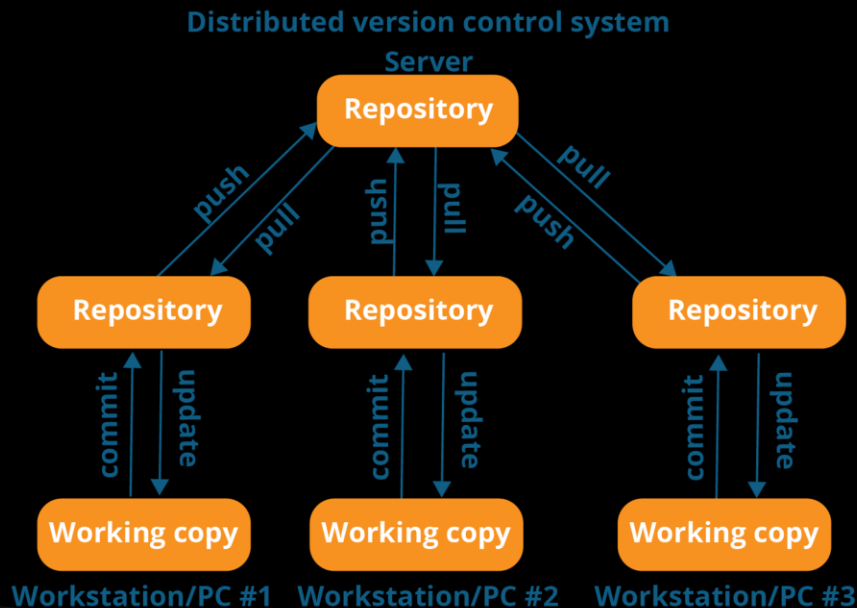 Distributed version control system
Server
Repository
push
pull
push
pull
push
pull
Repository
Repository
Repository
commit
update
commit
update
commit
update
Working copy
Working copy
Working copy
Workstation/PC #1
Workstation/PC #2
Workstation/PC #3